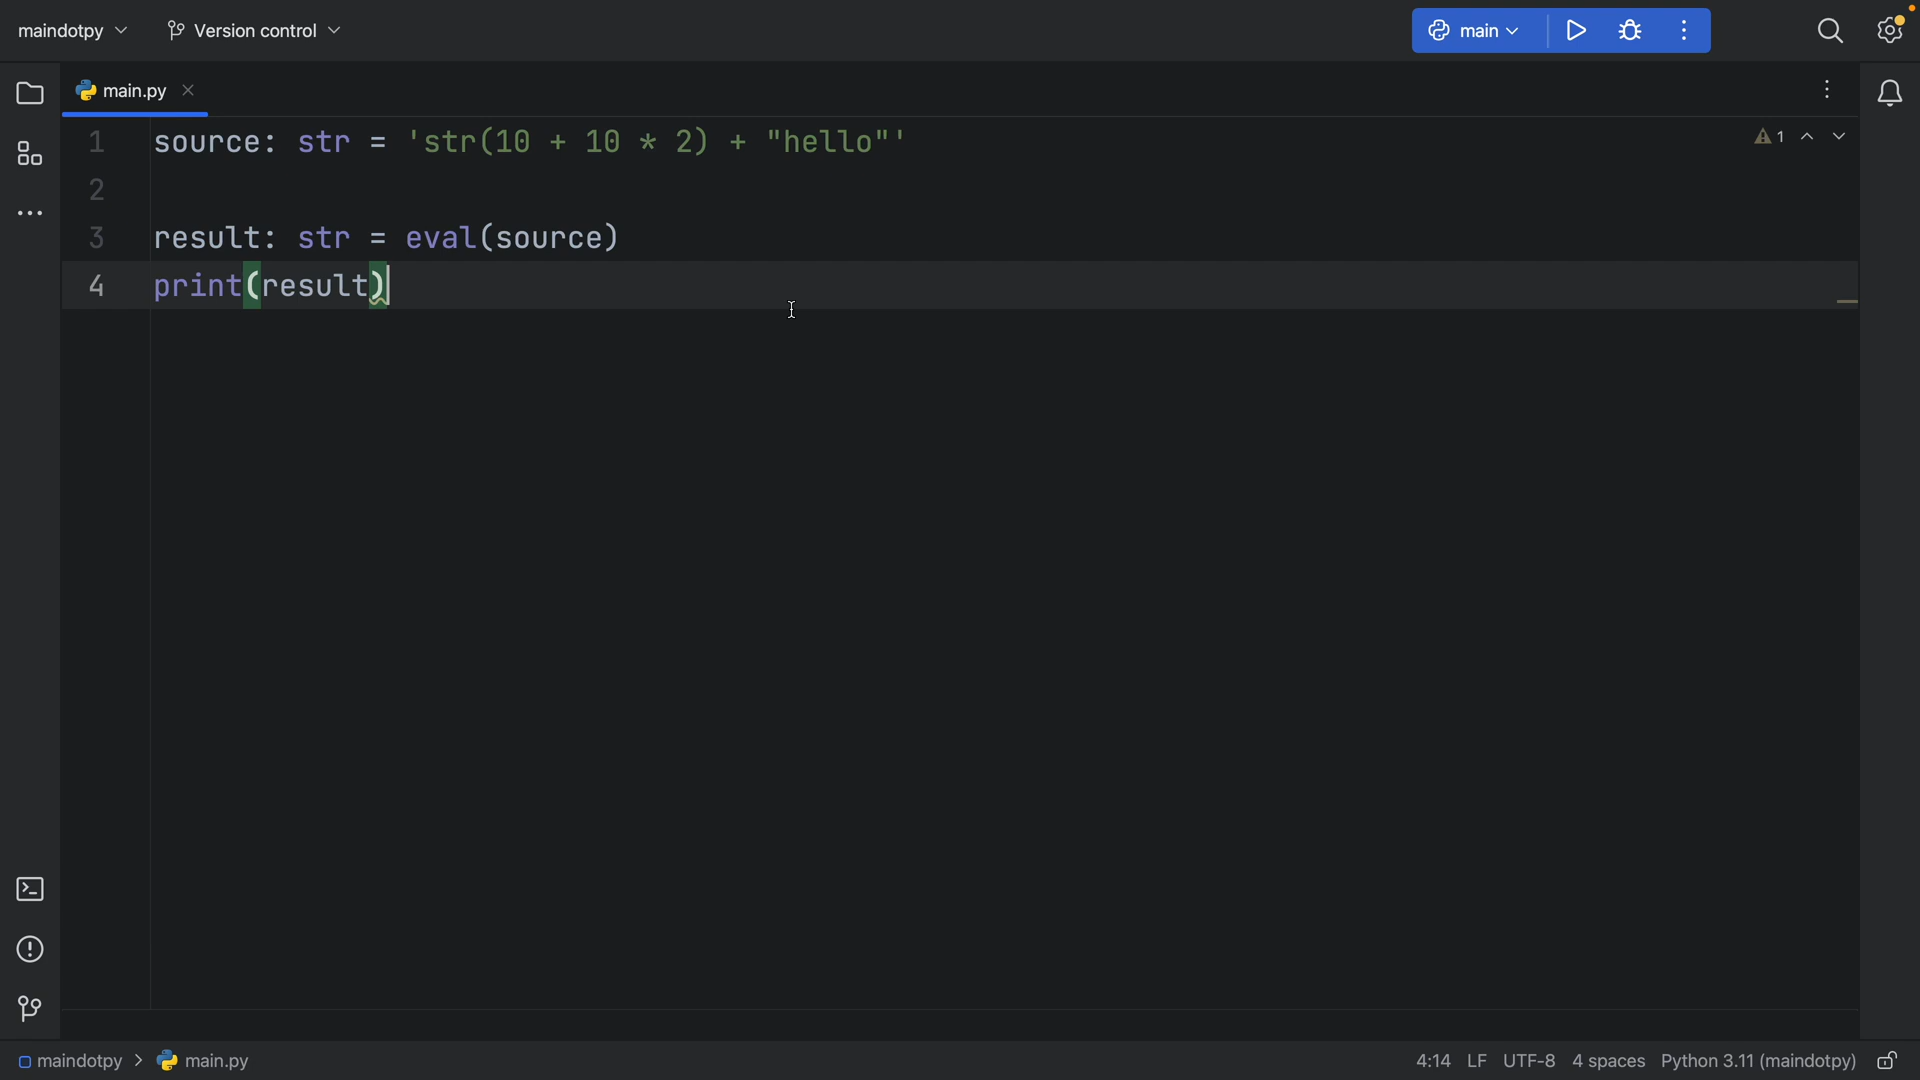 maindotpy Version control main
main.py
1 source: str = 'str(10 + 10 * 2) + "hello"' 1
2
3 result: str = eval(source)
4 print(result)
maindotpy > main.py 4:14 LF UTF-8 4 spaces Python 3.11 (maindotpy)